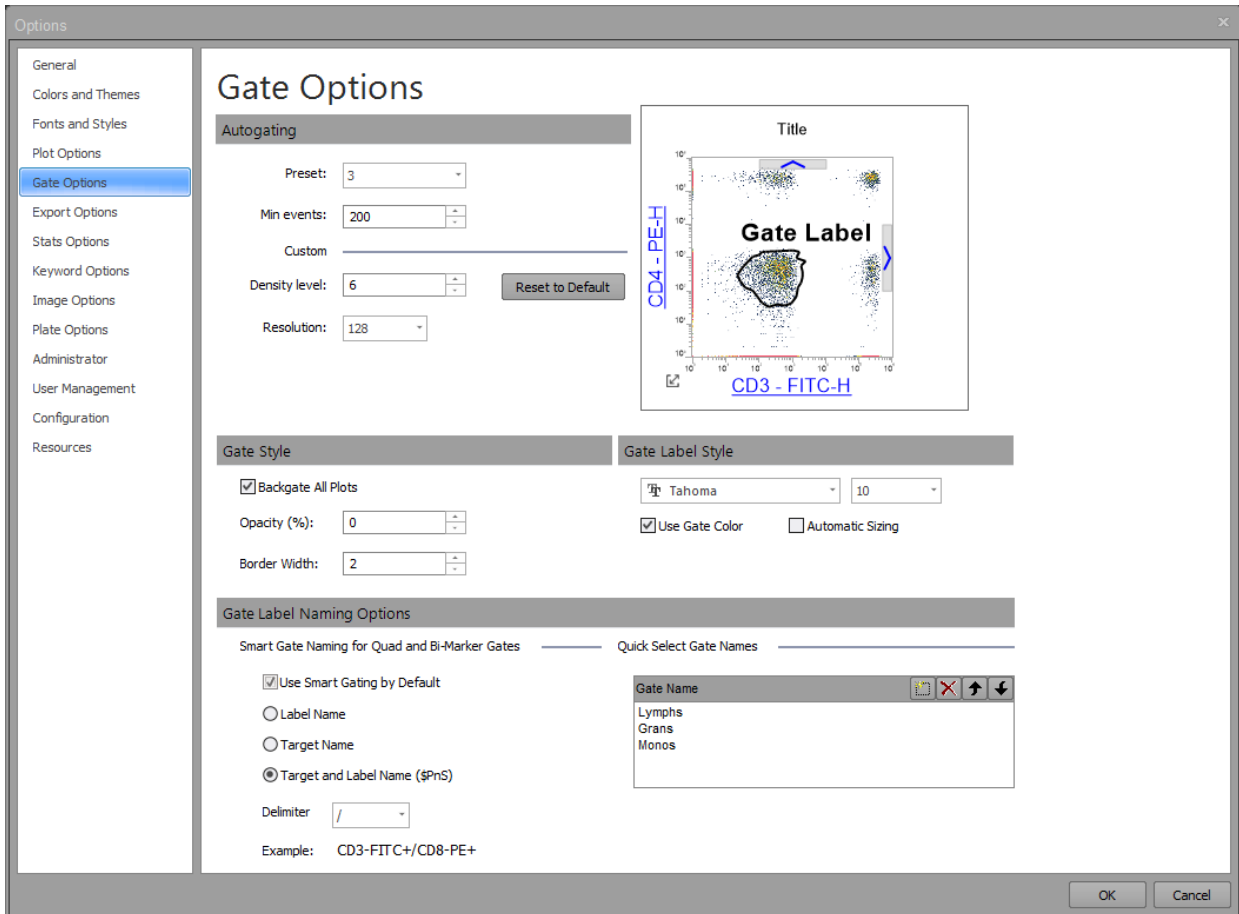 Options
General
Colors and Themes
Fonts and Styles
Plot Options
Gate Options
Export Options
Stats Options
Keyword Options
Image Options
Plate Options
Administrator
User Management
Configuration
Resources
Gate Options
Autogating
Preset: 3
Min events: 200
Custom
Density level: 6
Reset to Default
Resolution: 128
Title
Gate Label
CD4 - PE-H
CD3 - FITC-H
Gate Style
Backgate All Plots
Opacity (%): 0
Border Width: 2
Gate Label Style
Tahoma 10
Use Gate Color Automatic Sizing
Gate Label Naming Options
Smart Gate Naming for Quad and Bi-Marker Gates
Use Smart Gating by Default
Label Name
Target Name
Target and Label Name ($PnS)
Delimiter /
Example: CD3-FITC+/CD8-PE+
Quick Select Gate Names
Gate Name
Lymphs
Grans
Monos
OK Cancel